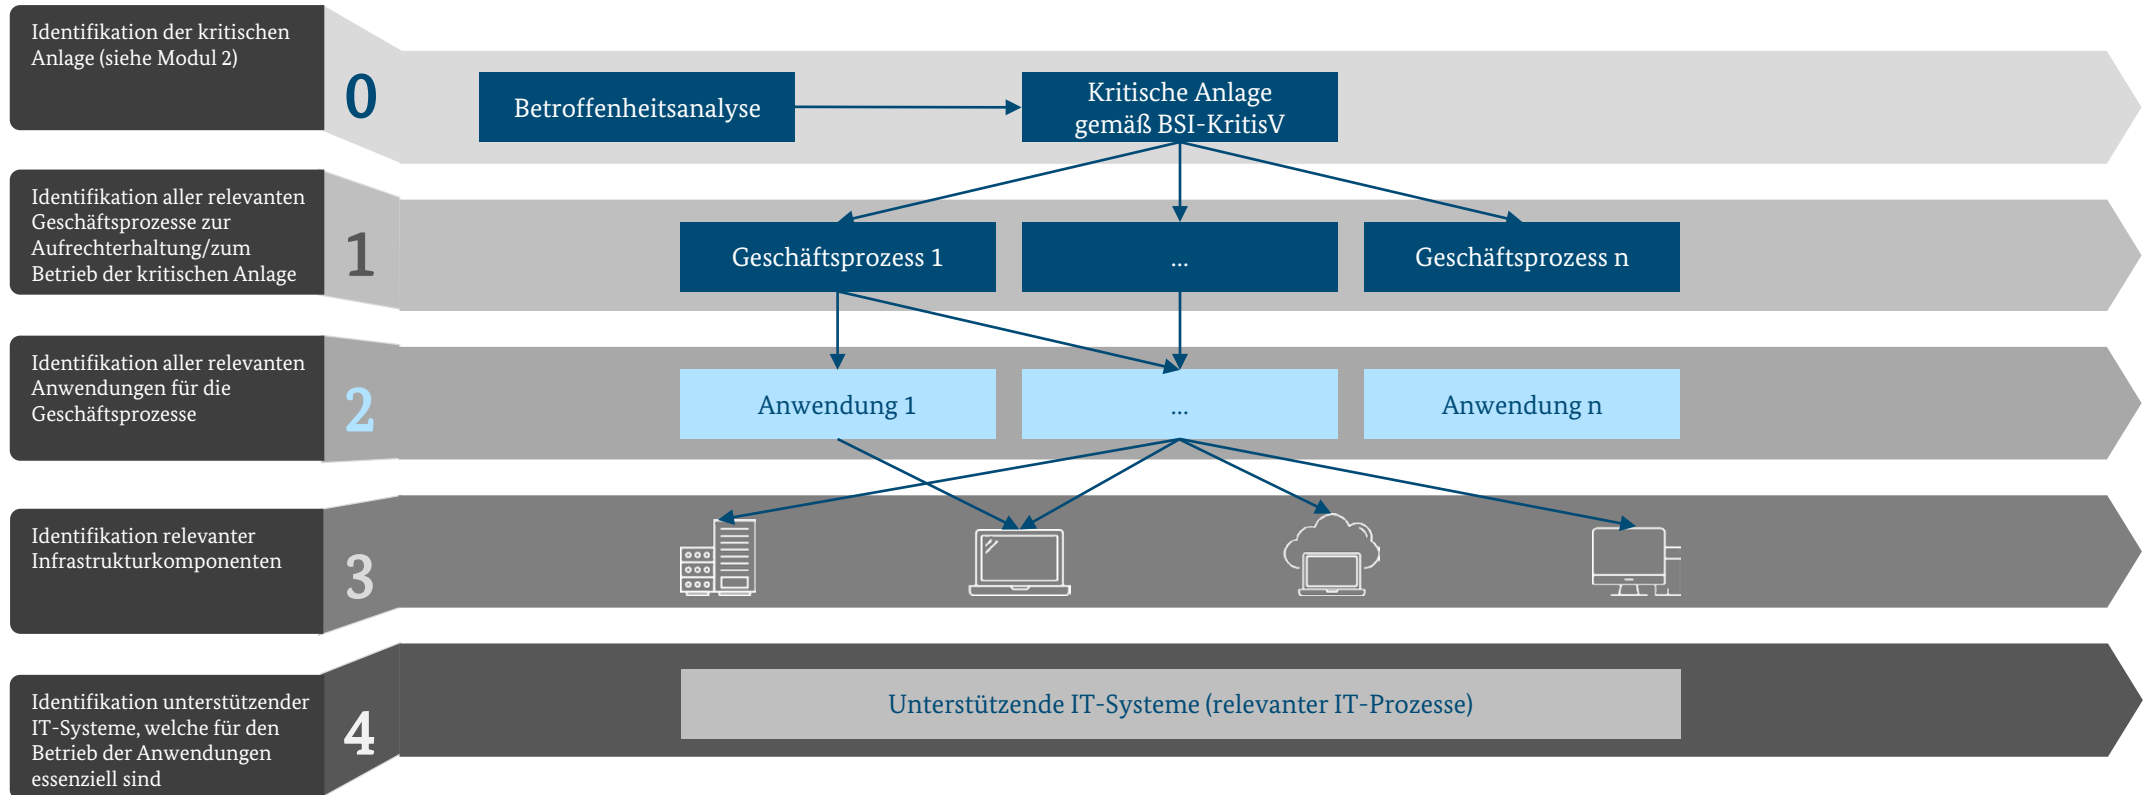 Identifikation der kritischen
Anlage (siehe Modul 2)
0
Betroffenheitsanalyse
Kritische Anlage
gemäß BSI-KritisV
Identifikation aller relevanten
Geschäftsprozesse zur
Aufrechterhaltung/zum
Betrieb der kritischen Anlage
1
Geschäftsprozess 1
...
Geschäftsprozess n
Identifikation aller relevanten
Anwendungen für die
Geschäftsprozesse
2
Anwendung 1
...
Anwendung n
Identifikation relevanter
Infrastrukturkomponenten
3
Identifikation unterstützender
IT-Systeme, welche für den
Betrieb der Anwendungen
essenziell sind
4
Unterstützende IT-Systeme (relevanter IT-Prozesse)